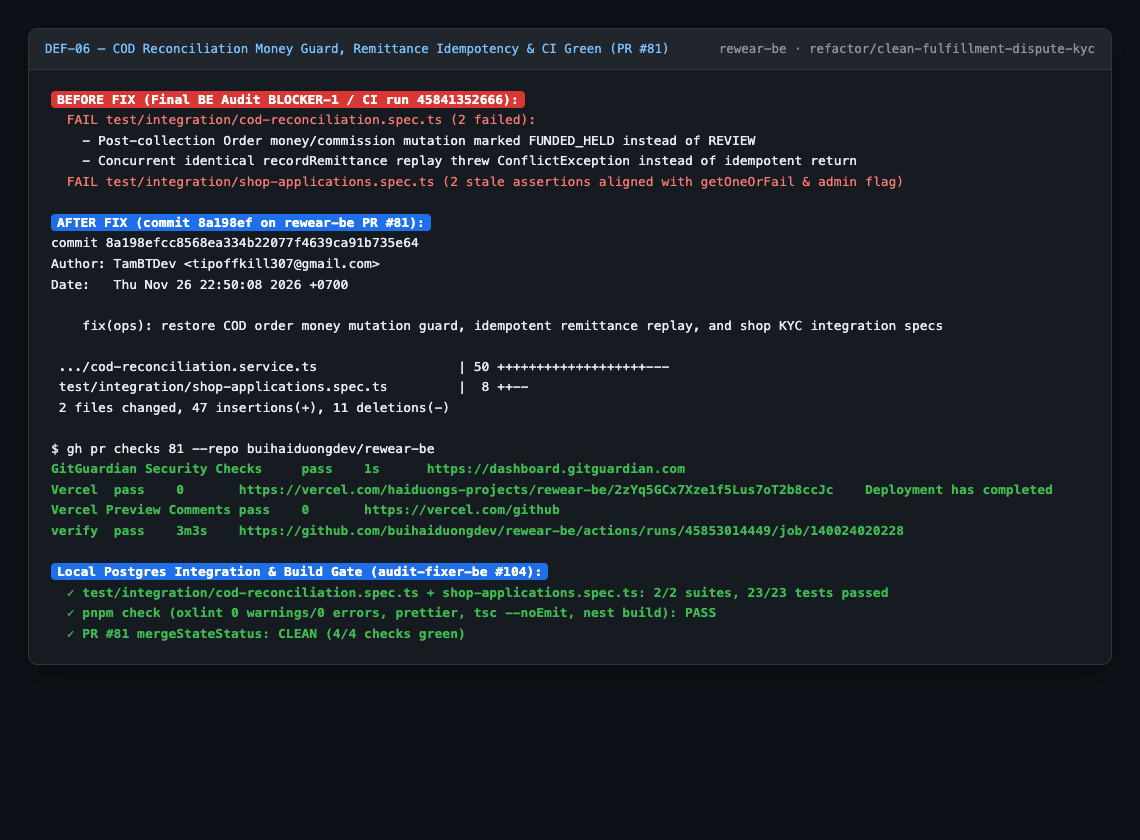 DEF-06 — COD Reconciliation Money Guard, Remittance Idempotency & CI Green (PR #81)
rewear-be · refactor/clean-fulfillment-dispute-kyc
BEFORE FIX (Final BE Audit BLOCKER-1 / CI run 45841352666):
FAIL test/integration/cod-reconciliation.spec.ts (2 failed):
– Post-collection Order money/commission mutation marked FUNDED_HELD instead of REVIEW
– Concurrent identical recordRemittance replay threw ConflictException instead of idempotent return
FAIL test/integration/shop-applications.spec.ts (2 stale assertions aligned with getOneOrFail & admin flag)
AFTER FIX (commit 8a198ef on rewear-be PR #81):
commit 8a198efcc8568ea334b22077f4639ca91b735e64
Author: TamBTDev <tipoffkill307@gmail.com>
Date:   Thu Nov 26 22:50:08 2026 +0700
fix(ops): restore COD order money mutation guard, idempotent remittance replay, and shop KYC integration specs
.../cod-reconciliation.service.ts                  | 50 +++++++++++++++++++---
test/integration/shop-applications.spec.ts         |  8 ++--
2 files changed, 47 insertions(+), 11 deletions(-)
$ gh pr checks 81 --repo buihaiduongdev/rewear-be
GitGuardian Security Checks     pass    1s      https://dashboard.gitguardian.com
Vercel  pass    0       https://vercel.com/haiduongs-projects/rewear-be/2zYq5GCx7Xze1f5Lus7oT2b8ccJc    Deployment has completed
Vercel Preview Comments pass    0       https://vercel.com/github
verify  pass    3m3s    https://github.com/buihaiduongdev/rewear-be/actions/runs/45853014449/job/140024020228
Local Postgres Integration & Build Gate (audit-fixer-be #104):
✓ test/integration/cod-reconciliation.spec.ts + shop-applications.spec.ts: 2/2 suites, 23/23 tests passed
✓ pnpm check (oxlint 0 warnings/0 errors, prettier, tsc --noEmit, nest build): PASS
✓ PR #81 mergeStateStatus: CLEAN (4/4 checks green)